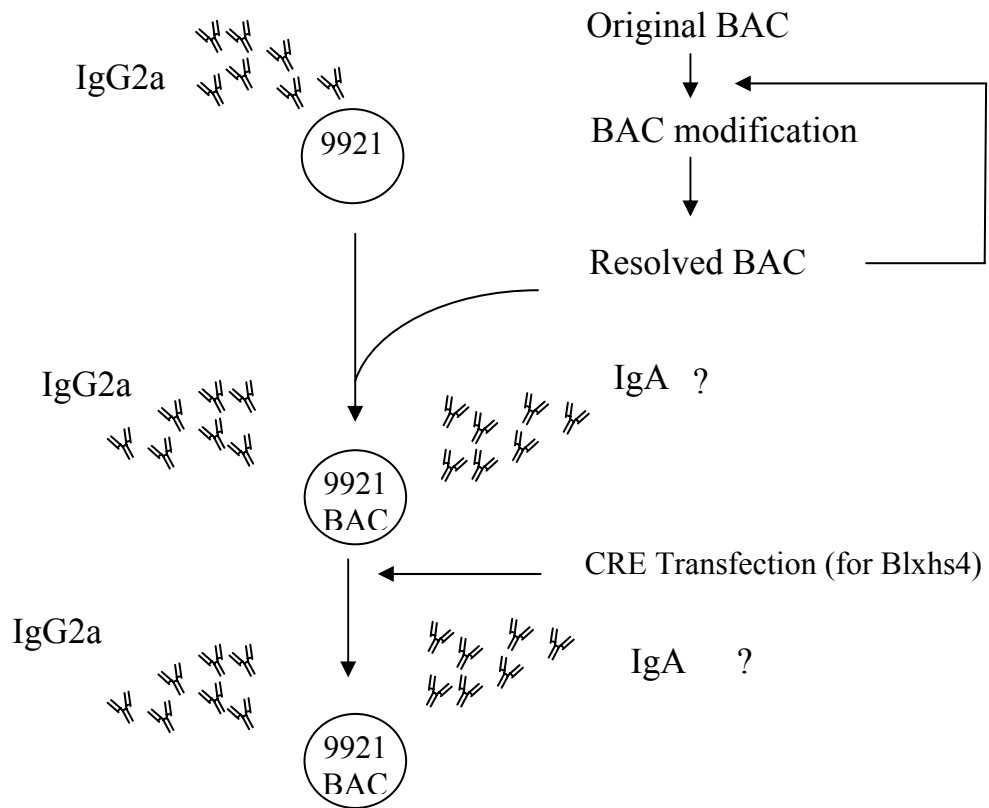 Original BAC
IgG2a
BAC modification
9921
Resolved BAC
IgG2a
IgA ?
9921
BAC
CRE Transfection (for Blxhs4)
IgG2a
IgA ?
9921
BAC